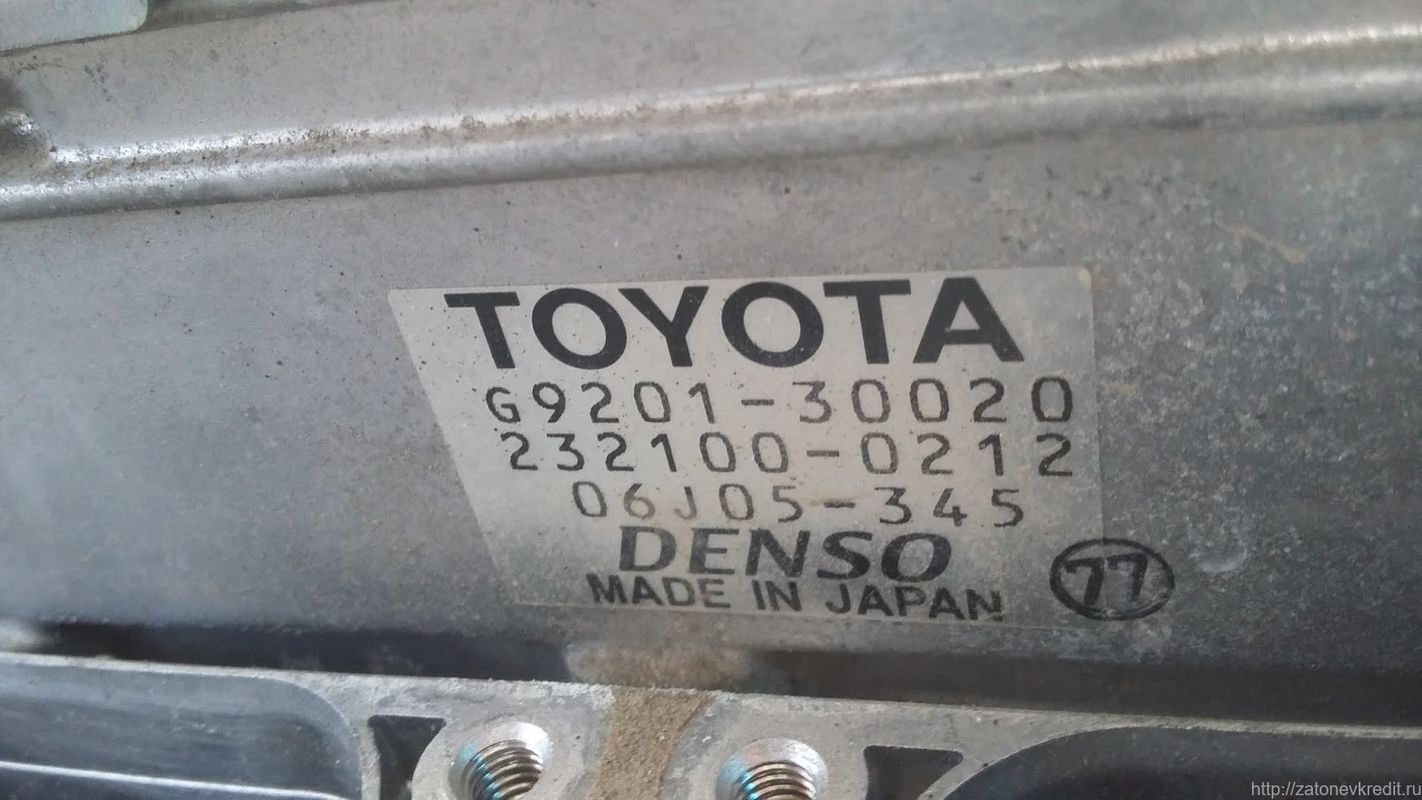 TOYOTA
G9201-30020
232100-0212
06J05-345
DENSO
MADE IN JAPAN
77
http://zatonevkredit.ru